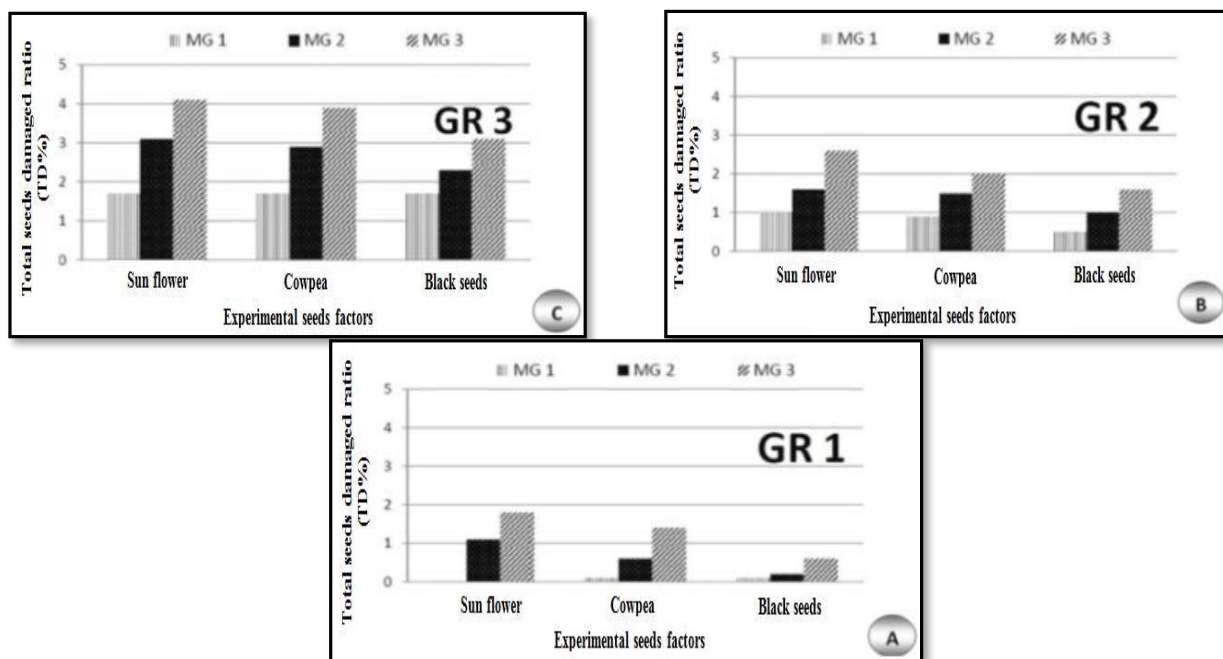 MG 1 MG 2 MG 3
Total seeds damaged ratio
(TD%)
5
4
3
2
1
0
GR 3
Sun flower Cowpea Black seeds
Experimental seeds factors
C
MG 1 MG 2 MG 3
Total seeds damaged ratio
(TD%)
5
4
3
2
1
0
GR 2
Sun flower Cowpea Black seeds
Experimental seeds factors
B
MG 1 MG 2 MG 3
Total seeds damaged ratio
(TD%)
5
4
3
2
1
0
GR 1
Sun flower Cowpea Black seeds
Experimental seeds factors
A